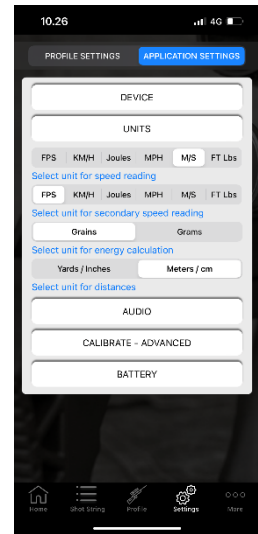 10.26 4G
PROFILE SETTINGS APPLICATION SETTINGS
DEVICE
UNITS
FPS KM/H Joules MPH M/S FT Lbs
Select unit for speed reading
FPS KM/H Joules MPH M/S FT Lbs
Select unit for secondary speed reading
Grains Grams
Select unit for energy calculation
Yards / Inches Meters / cm
Select unit for distances
AUDIO
CALIBRATE - ADVANCED
BATTERY
Home Shot String Profile Settings More